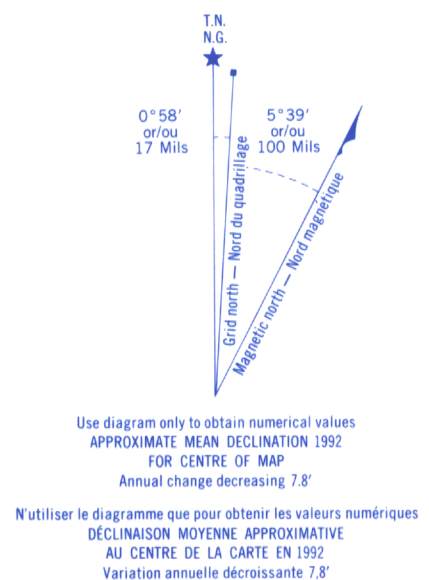 T.N.
N.G.
0°58′
or/ou
17 Mils
5°39′
or/ou
100 Mils
Grid north — Nord du quadrillage
Magnetic north — Nord magnétique
Use diagram only to obtain numerical values
APPROXIMATE MEAN DECLINATION 1992
FOR CENTRE OF MAP
Annual change decreasing 7.8′
N'utiliser le diagramme que pour obtenir les valeurs numériques
DÉCLINAISON MOYENNE APPROXIMATIVE
AU CENTRE DE LA CARTE EN 1992
Variation annuelle décroissante 7,8′